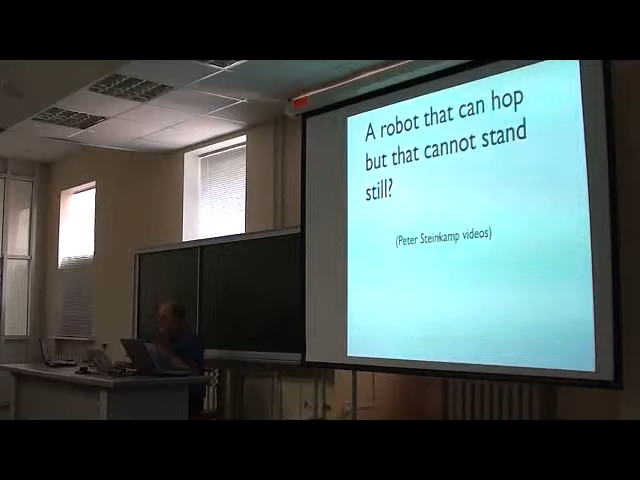 A robot that can hop
but that cannot stand
still?
(Peter Steinkamp videos)